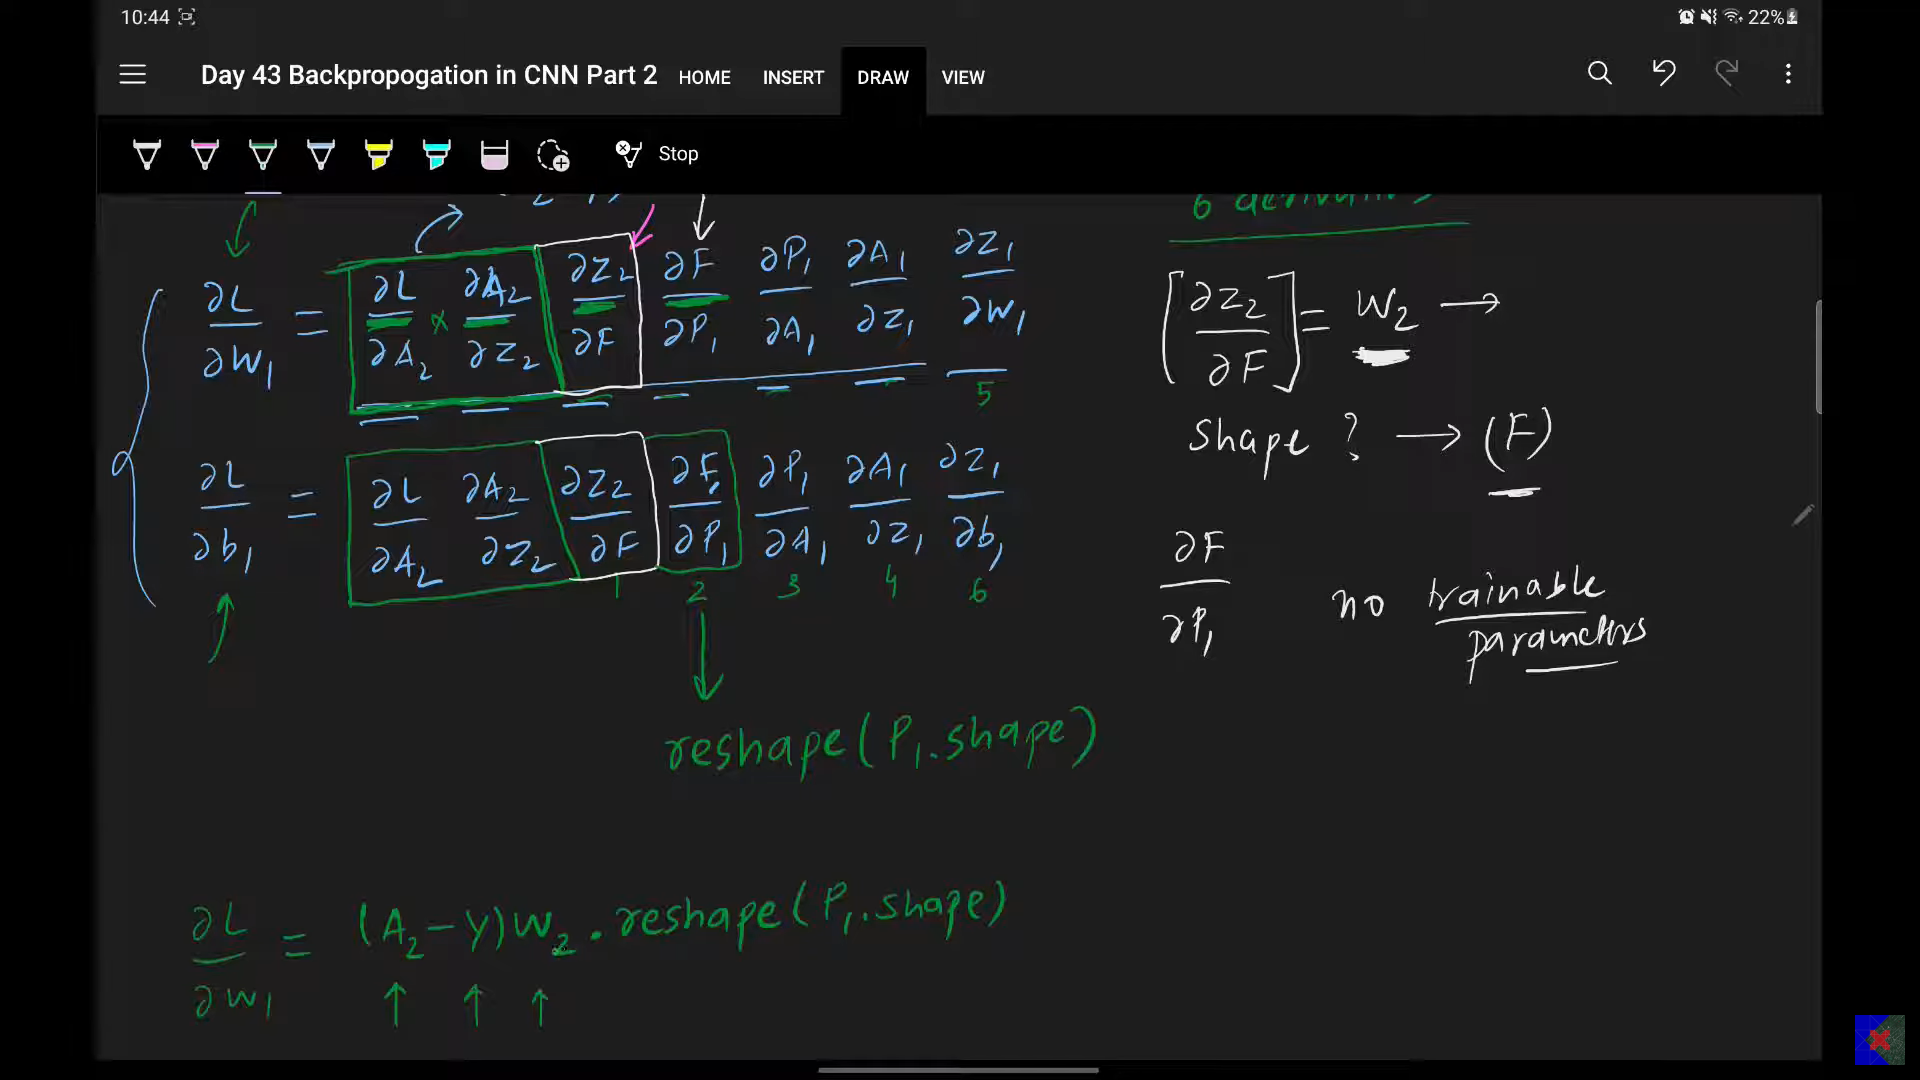 10:44 22%
Day 43 Backpropogation in CNN Part 2 HOME INSERT DRAW VIEW
Stop
6
∂L/∂W₁ = ∂L/∂A₂ × ∂A₂/∂Z₂ ∂Z₂/∂F ∂F/∂P₁ ∂P₁/∂A₁ ∂A₁/∂Z₁ ∂Z₁/∂W₁
5
[∂Z₂/∂F] = W₂ →
Shape ? → (F)
∂L/∂b₁ = ∂L/∂A₂ ∂A₂/∂Z₂ ∂Z₂/∂F ∂F/∂P₁ ∂P₁/∂A₁ ∂A₁/∂Z₁ ∂Z₁/∂b₁
1 2 3 4 6
∂F/∂P₁ no trainable
parameters
reshape(P₁.shape)
∂L/∂W₁ = (A₂-Y)W₂.reshape(P₁.shape)